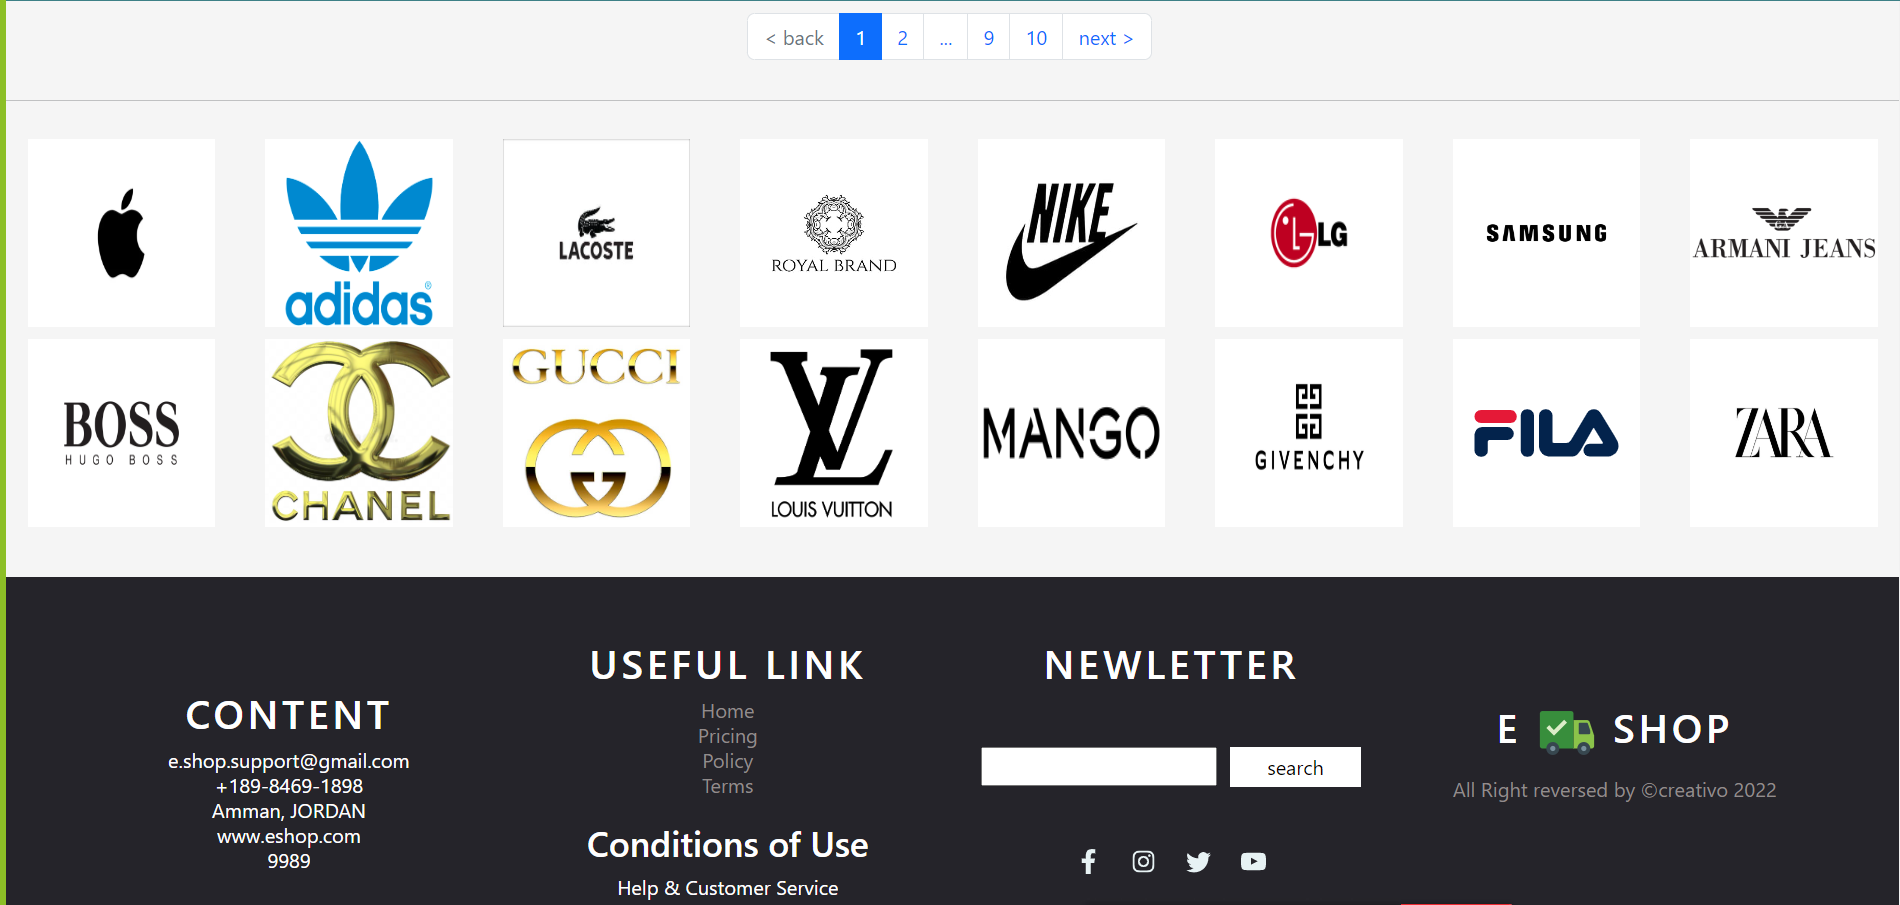 < back 1 2 ... 9 10 next >
adidas®
LACOSTE
ROYAL BRAND
NIKE
LG
SAMSUNG
ARMANI JEANS
BOSS
HUGO BOSS
CHANEL
GUCCI
LV
LOUIS VUITTON
MANGO
GIVENCHY
FILA
ZARA
CONTENT
e.shop.support@gmail.com
+189-8469-1898
Amman, JORDAN
www.eshop.com
9989
USEFUL LINK
Home
Pricing
Policy
Terms
Conditions of Use
Help & Customer Service
NEWLETTER
search
E SHOP
All Right reversed by ©creativo 2022